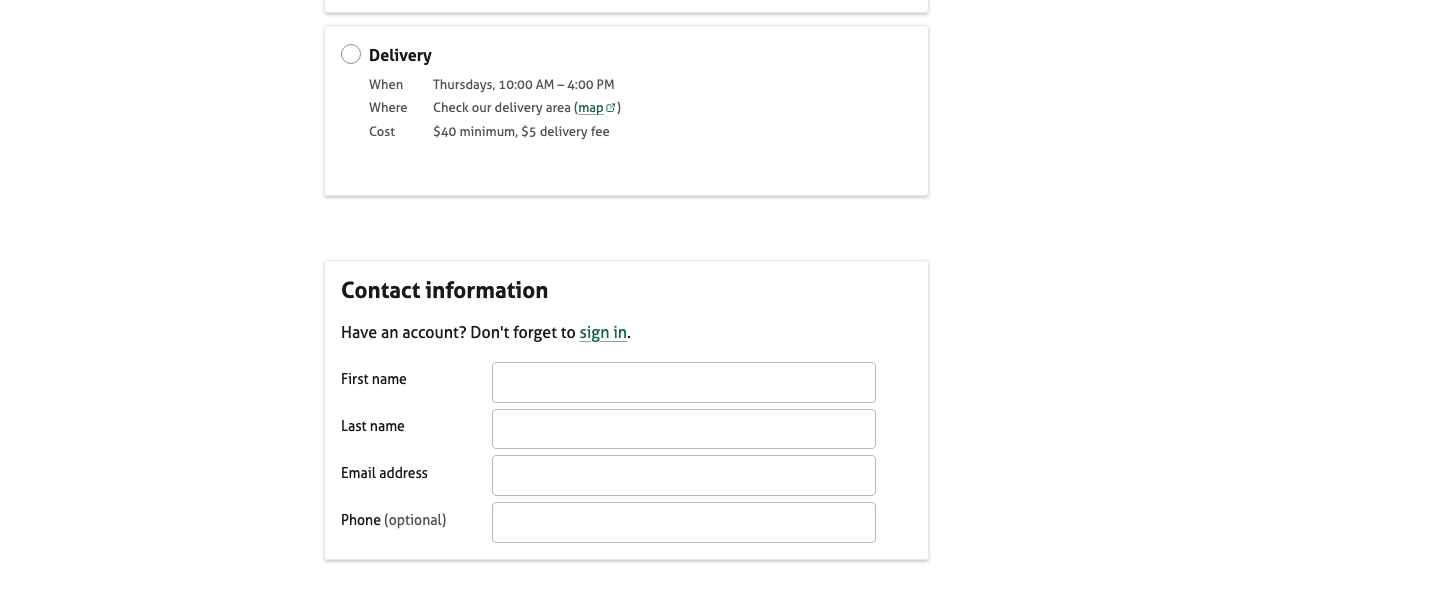 Delivery
When Thursdays, 10:00 AM – 4:00 PM
Where Check our delivery area (map)
Cost $40 minimum, $5 delivery fee
Contact information
Have an account? Don't forget to sign in.
First name
Last name
Email address
Phone (optional)